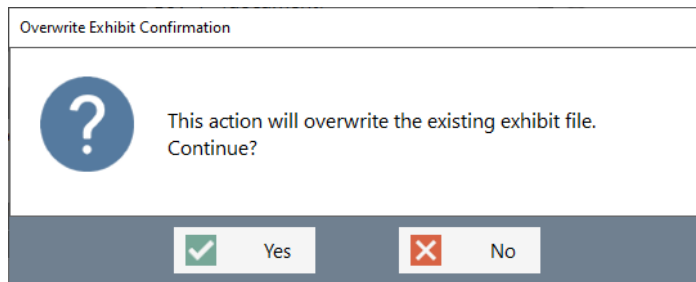 Overwrite Exhibit Confirmation
This action will overwrite the existing exhibit file.
Continue?
Yes
No